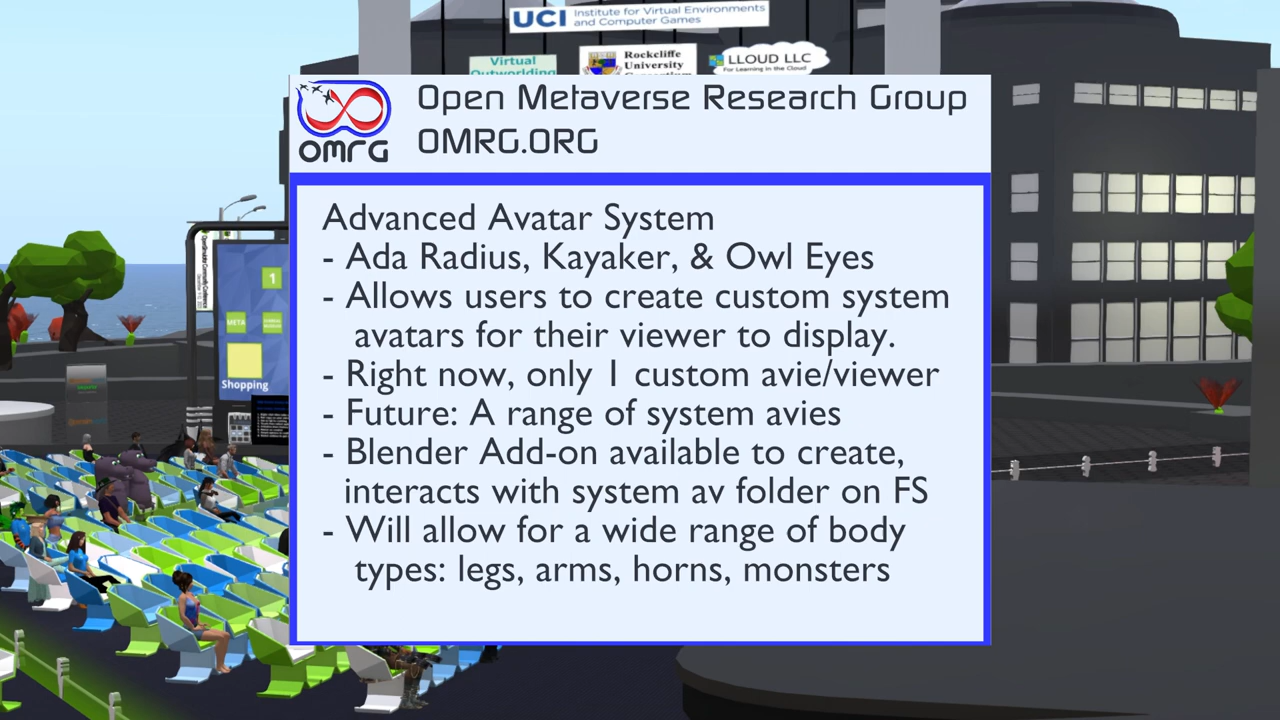 UCI Institute for Virtual Environments
and Computer Games
Virtual
Outworlding
Rockcliffe
University
Consortium
LLOUD LLC
For Learning in the Cloud
OMRG
Open Metaverse Research Group
OMRG.ORG
Advanced Avatar System
- Ada Radius, Kayaker, & Owl Eyes
- Allows users to create custom system
avatars for their viewer to display.
- Right now, only 1 custom avie/viewer
- Future: A range of system avies
- Blender Add-on available to create,
interacts with system av folder on FS
- Will allow for a wide range of body
types: legs, arms, horns, monsters
1
META
Shopping